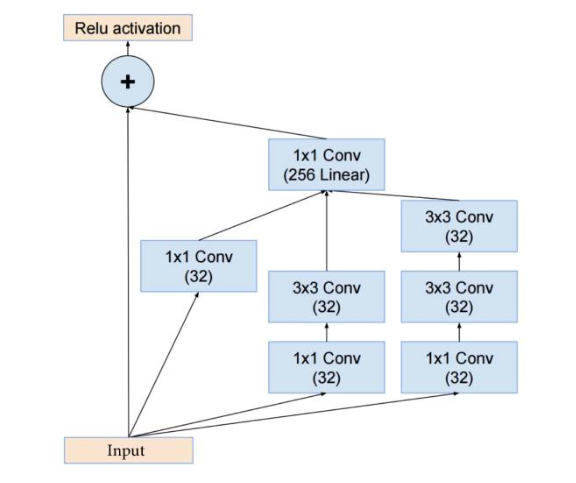 Relu activation
+
1x1 Conv
(256 Linear)
3x3 Conv
(32)
1x1 Conv
(32)
3x3 Conv
(32)
3x3 Conv
(32)
1x1 Conv
(32)
1x1 Conv
(32)
Input